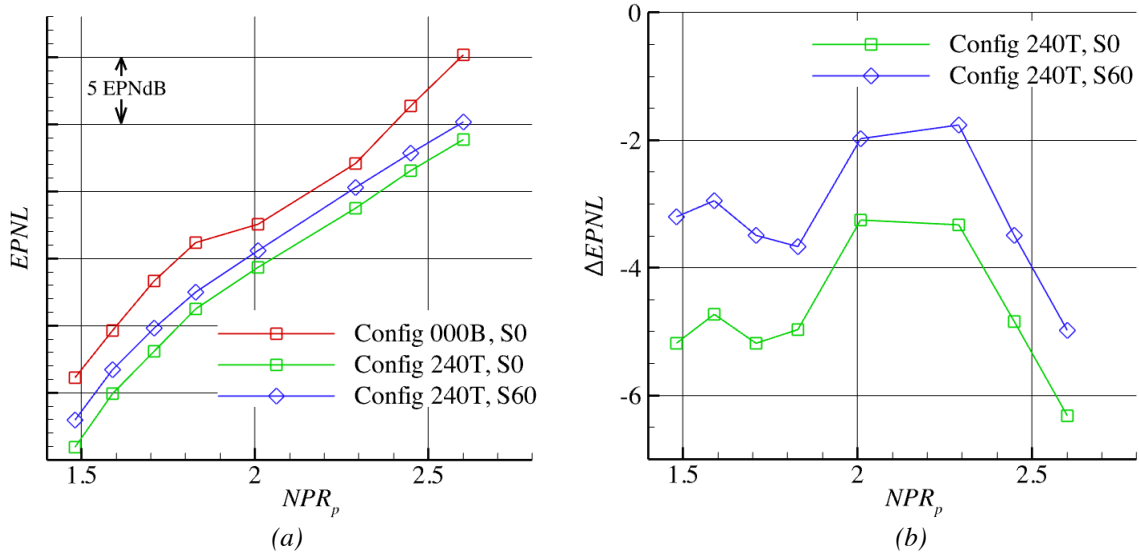 5 EPNdB
EPNL
Config 000B, S0
Config 240T, S0
Config 240T, S60
1.5 2 2.5
NPRp
(a)
0
-2
-4
-6
ΔEPNL
Config 240T, S0
Config 240T, S60
1.5 2 2.5
NPRp
(b)